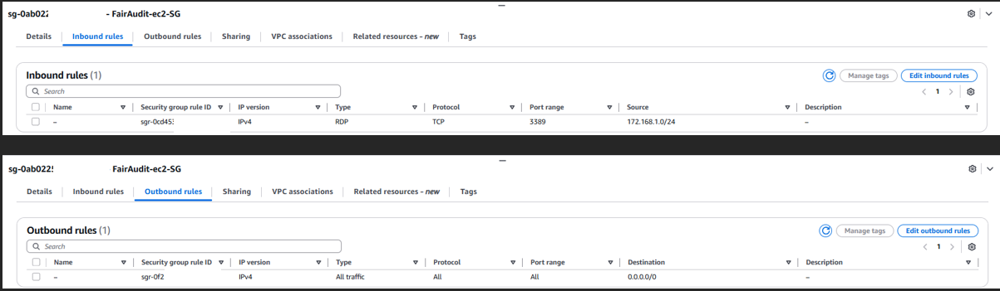 sg-0ab022 - FairAudit-ec2-SG
Details Inbound rules Outbound rules Sharing VPC associations Related resources - new Tags
Inbound rules (1)
Manage tags Edit inbound rules
Search
1
Name Security group rule ID IP version Type Protocol Port range Source Description
– sgr-0cd453 IPv4 RDP TCP 3389 172.168.1.0/24 –
sg-0ab022 FairAudit-ec2-SG
Details Inbound rules Outbound rules Sharing VPC associations Related resources - new Tags
Outbound rules (1)
Manage tags Edit outbound rules
Search
1
Name Security group rule ID IP version Type Protocol Port range Destination Description
– sgr-0f2 IPv4 All traffic All All 0.0.0.0/0 –